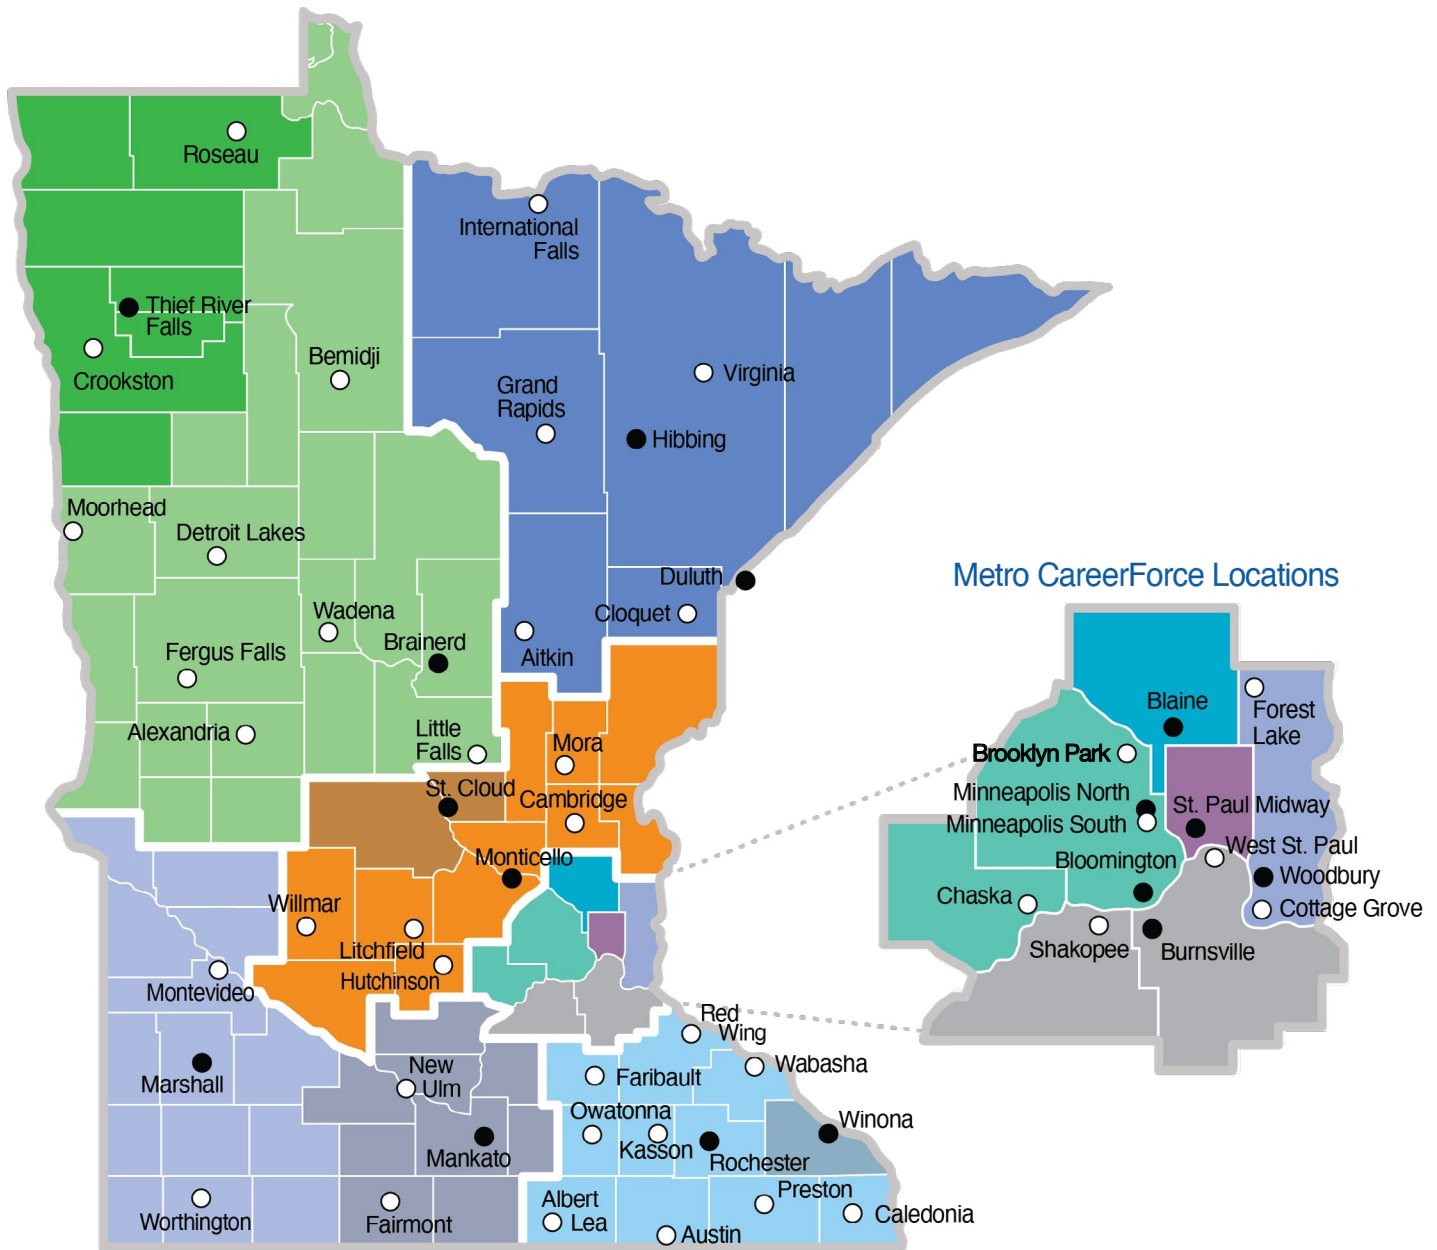 Roseau
International
Falls
Thief River
Falls
Crookston
Bemidji
Grand
Rapids
Virginia
Hibbing
Moorhead
Detroit Lakes
Duluth
Cloquet
Wadena
Brainerd
Aitkin
Fergus Falls
Alexandria
Little
Falls
Mora
St. Cloud
Cambridge
Monticello
Willmar
Litchfield
Hutchinson
Montevideo
Red
Wing
Marshall
New
Ulm
Faribault
Wabasha
Owatonna
Kasson
Rochester
Winona
Mankato
Worthington
Fairmont
Albert
Lea
Austin
Preston
Caledonia
Metro CareerForce Locations
Blaine
Forest
Lake
Brooklyn Park
Minneapolis North
Minneapolis South
St. Paul Midway
West St. Paul
Bloomington
Woodbury
Chaska
Cottage Grove
Shakopee
Burnsville